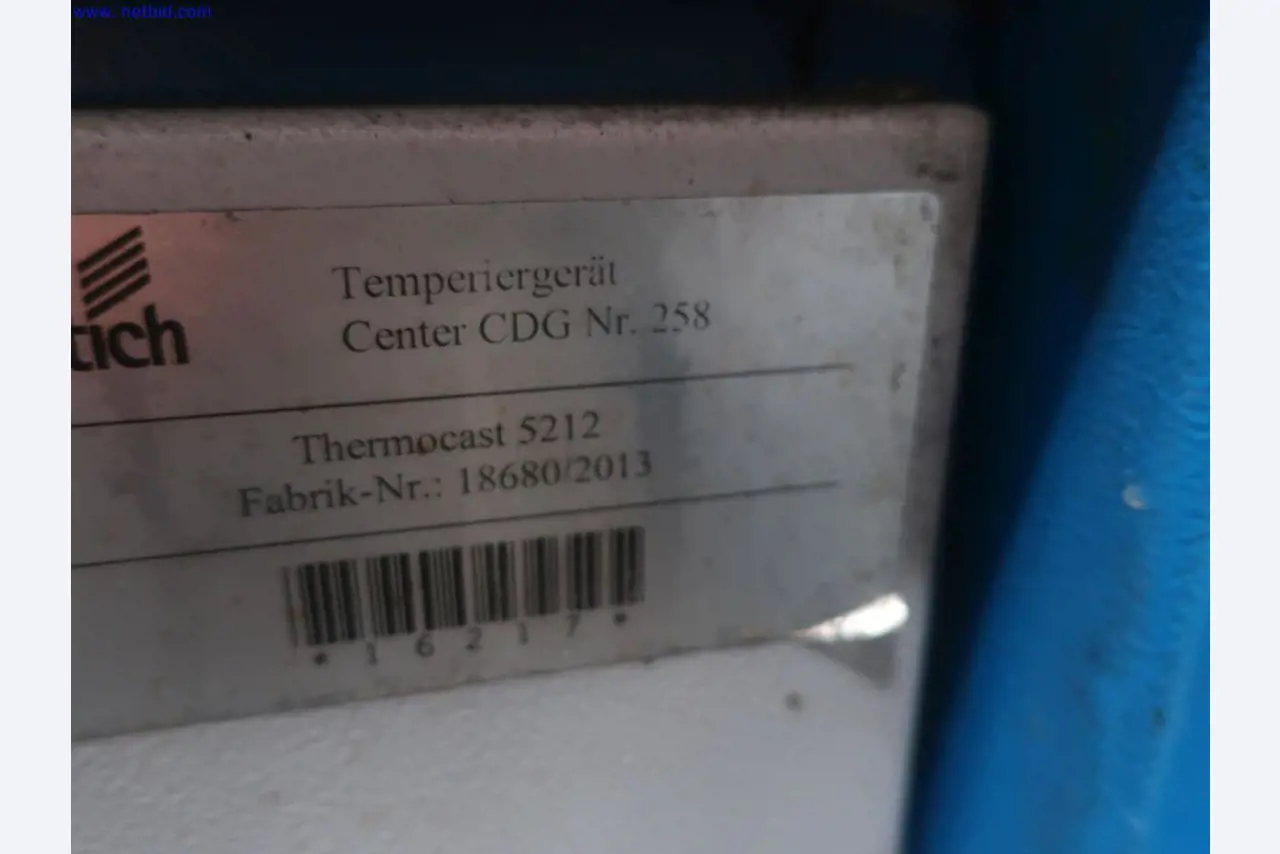 www.netbid.com
tich
Temperiergerät
Center CDG Nr. 258
Thermocast 5212
Fabrik-Nr.: 18680/2013
*16217*